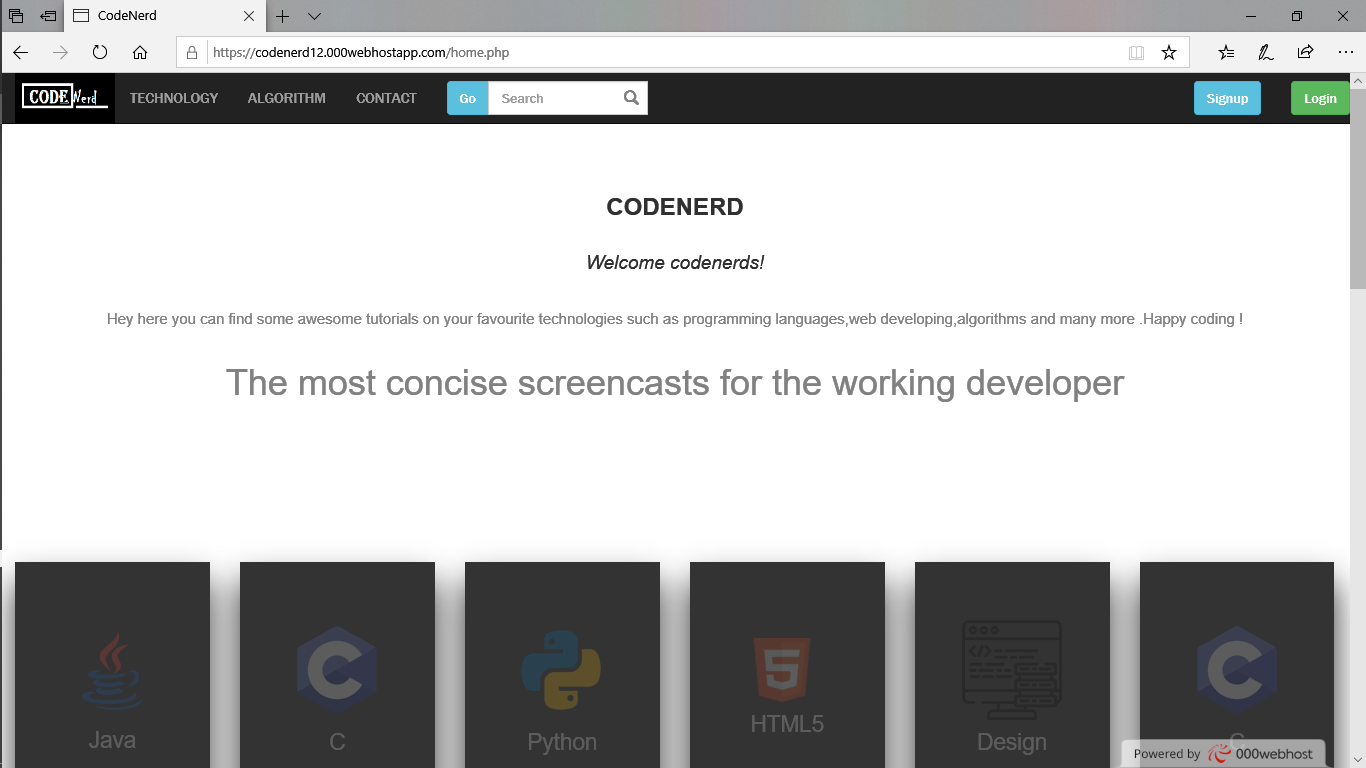 CodeNerd
https://codenerd12.000webhostapp.com/home.php
CODE Nerd TECHNOLOGY ALGORITHM CONTACT Go Search Signup Login
CODENERD
Welcome codenerds!
Hey here you can find some awesome tutorials on your favourite technologies such as programming languages,web developing,algorithms and many more .Happy coding !
The most concise screencasts for the working developer
C C
5
Java C Python HTML5 Design C
Powered by 000webhost